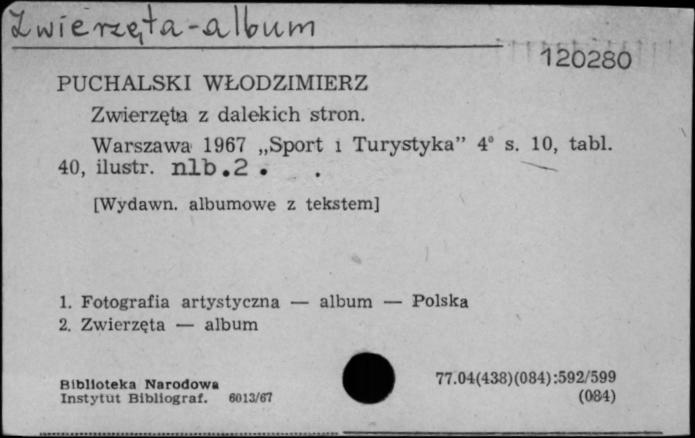 Zwierzęta-album
120280
PUCHALSKI WŁODZIMIERZ
Zwierzęta z dalekich stron.
Warszawa 1967 „Sport i Turystyka” 4° s. 10, tabl.
40, ilustr. nlb.2.
[Wydawn. albumowe z tekstem]
1. Fotografia artystyczna — album — Polska
2. Zwierzęta — album
Biblioteka Narodowa
Instytut Bibliograf. 6013/67
77.04(438)(084):592/599
(084)